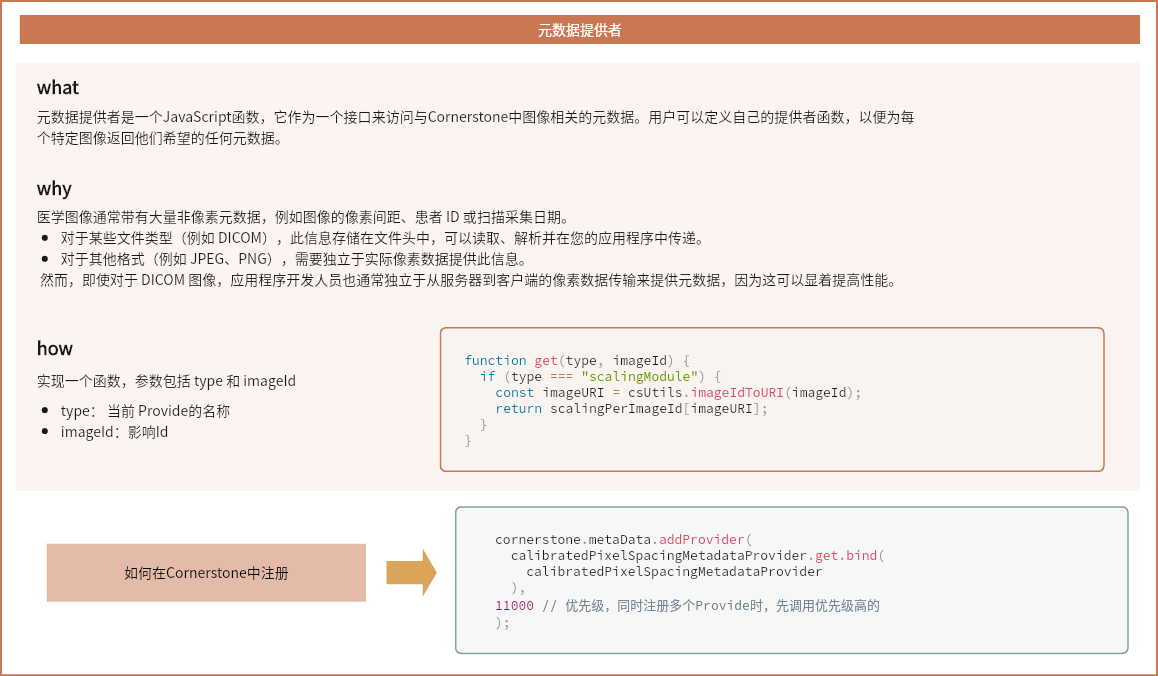 元数据提供者
what
元数据提供者是一个JavaScript函数，它作为一个接口来访问与Cornerstone中图像相关的元数据。用户可以定义自己的提供者函数，以便为每
个特定图像返回他们希望的任何元数据。
why
医学图像通常带有大量非像素元数据，例如图像的像素间距、患者 ID 或扫描采集日期。
● 对于某些文件类型（例如 DICOM），此信息存储在文件头中，可以读取、解析并在您的应用程序中传递。
● 对于其他格式（例如 JPEG、PNG），需要独立于实际像素数据提供此信息。
然而，即使对于 DICOM 图像，应用程序开发人员也通常独立于从服务器到客户端的像素数据传输来提供元数据，因为这可以显着提高性能。
how
实现一个函数，参数包括 type 和 imageId
● type： 当前 Provide的名称
● imageId：影响Id
function get(type, imageId) {
  if (type === "scalingModule") {
    const imageURI = csUtils.imageIdToURI(imageId);
    return scalingPerImageId[imageURI];
  }
}
如何在Cornerstone中注册
cornerstone.metaData.addProvider(
  calibratedPixelSpacingMetadataProvider.get.bind(
    calibratedPixelSpacingMetadataProvider
  ),
11000 // 优先级，同时注册多个Provide时，先调用优先级高的
);